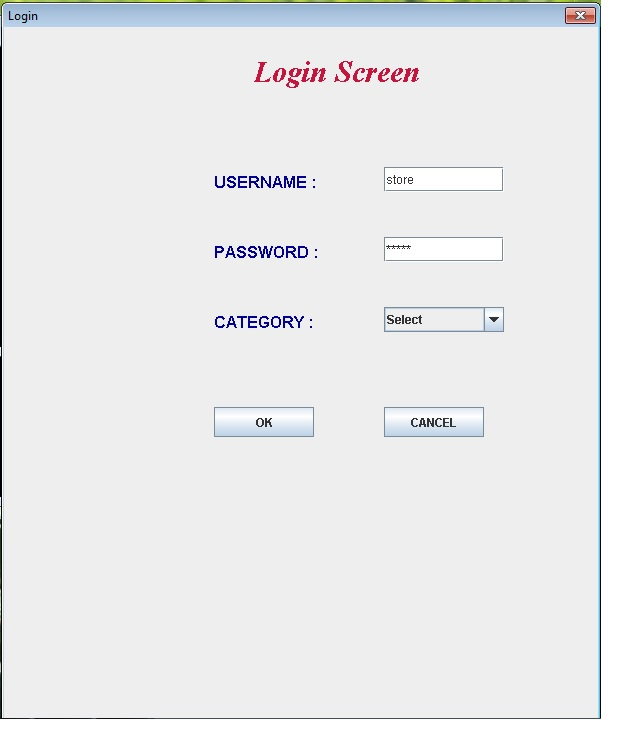 Login
Login Screen
USERNAME : store
PASSWORD : *****
CATEGORY : Select
OK CANCEL